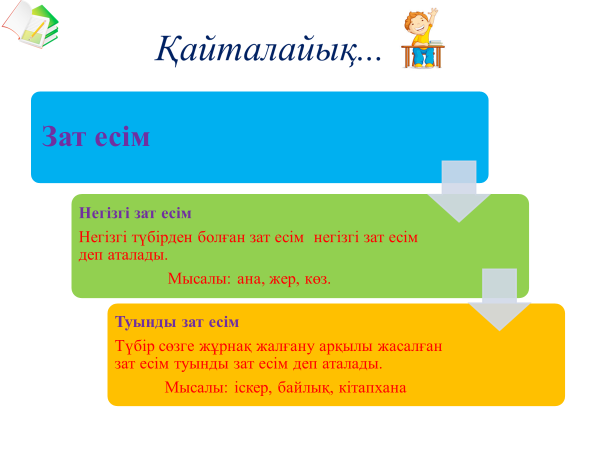 Қайталайық...
Зат есім
Негізгі зат есім
Негізгі түбірден болған зат есім  негізгі зат есім
деп аталады.
Мысалы: ана, жер, көз.
Туынды зат есім
Түбір сөзге жұрнақ жалғану арқылы жасалған
зат есім туынды зат есім деп аталады.
Мысалы: іскер, байлық, кітапхана